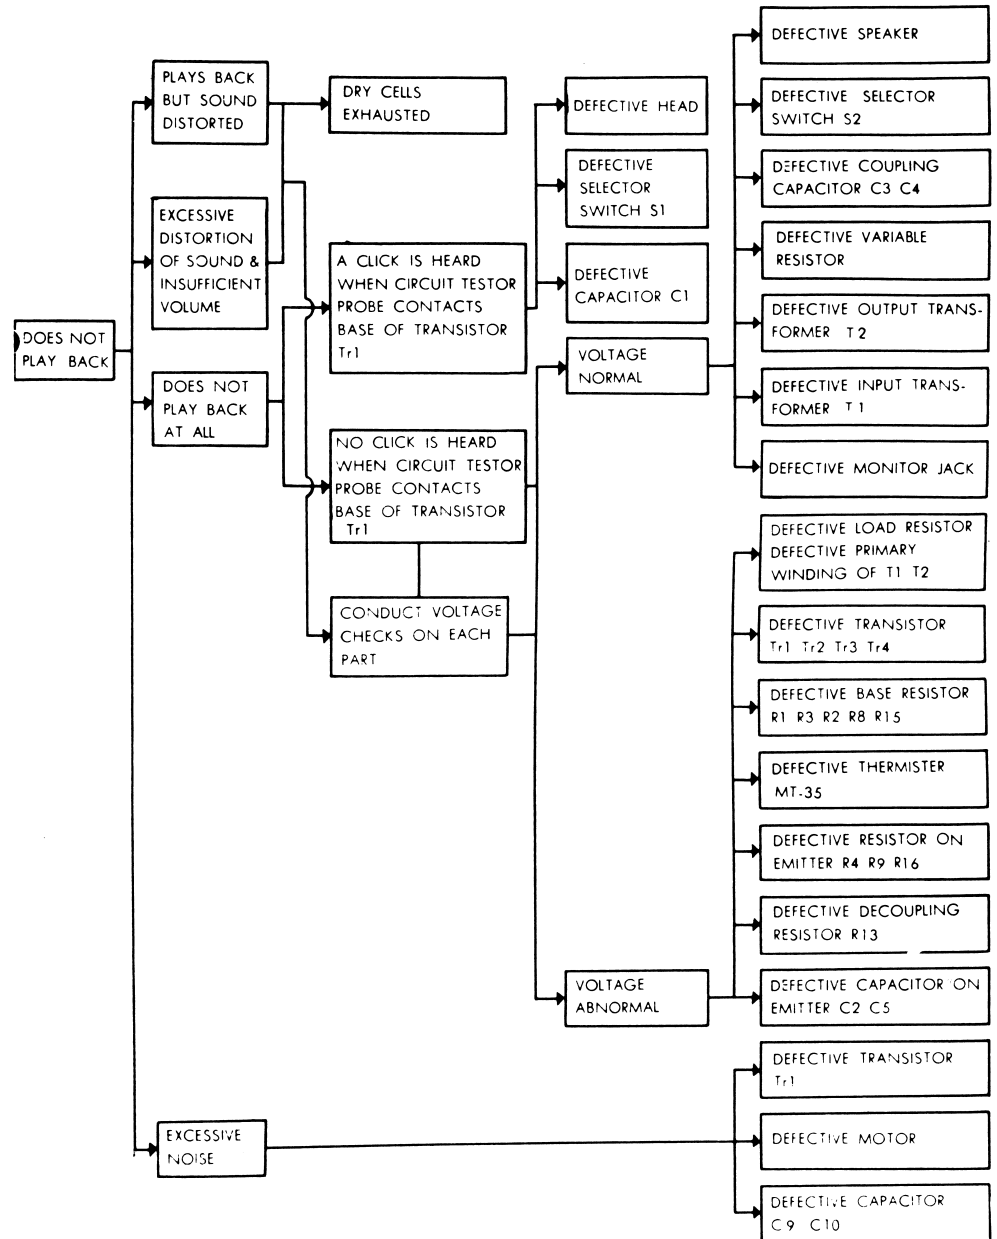 DOES NOT
PLAY BACK
PLAYS BACK
BUT SOUND
DISTORTED
EXCESSIVE
DISTORTION
OF SOUND &
INSUFFICIENT
VOLUME
DOES NOT
PLAY BACK
AT ALL
EXCESSIVE
NOISE
DRY CELLS
EXHAUSTED
A CLICK IS HEARD
WHEN CIRCUIT TESTOR
PROBE CONTACTS
BASE OF TRANSISTOR
Tr1
NO CLICK IS HEARD
WHEN CIRCUIT TESTOR
PROBE CONTACTS
BASE OF TRANSISTOR
Tr1
CONDUCT VOLTAGE
CHECKS ON EACH
PART
DEFECTIVE HEAD
DEFECTIVE
SELECTOR
SWITCH S1
DEFECTIVE
CAPACITOR C1
VOLTAGE
NORMAL
VOLTAGE
ABNORMAL
DEFECTIVE SPEAKER
DEFECTIVE SELECTOR
SWITCH S2
DEFECTIVE COUPLING
CAPACITOR C3 C4
DEFECTIVE VARIABLE
RESISTOR
DEFECTIVE OUTPUT TRANS-
FORMER T2
DEFECTIVE INPUT TRANS-
FORMER T1
DEFECTIVE MONITOR JACK
DEFECTIVE LOAD RESISTOR
DEFECTIVE PRIMARY
WINDING OF T1 T2
DEFECTIVE TRANSISTOR
Tr1 Tr2 Tr3 Tr4
DEFECTIVE BASE RESISTOR
R1 R3 R2 R8 R15
DEFECTIVE THERMISTER
MT-35
DEFECTIVE RESISTOR ON
EMITTER R4 R9 R16
DEFECTIVE DECOUPLING
RESISTOR R13
DEFECTIVE CAPACITOR ON
EMITTER C2 C5
DEFECTIVE TRANSISTOR
Tr1
DEFECTIVE MOTOR
DEFECTIVE CAPACITOR
C9 C10